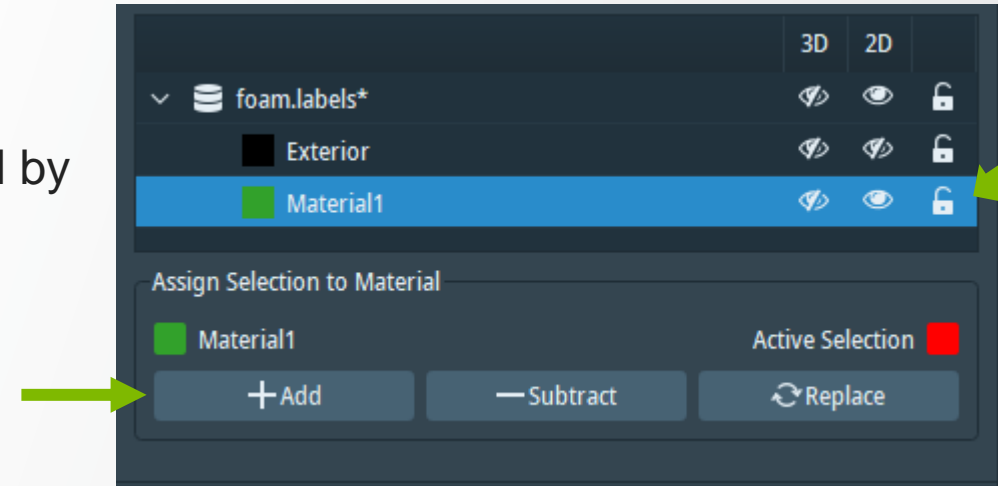 3D 2D
foam.labels*
Exterior
by
Material1
Assign Selection to Material
Material1 Active Selection
Add Subtract Replace